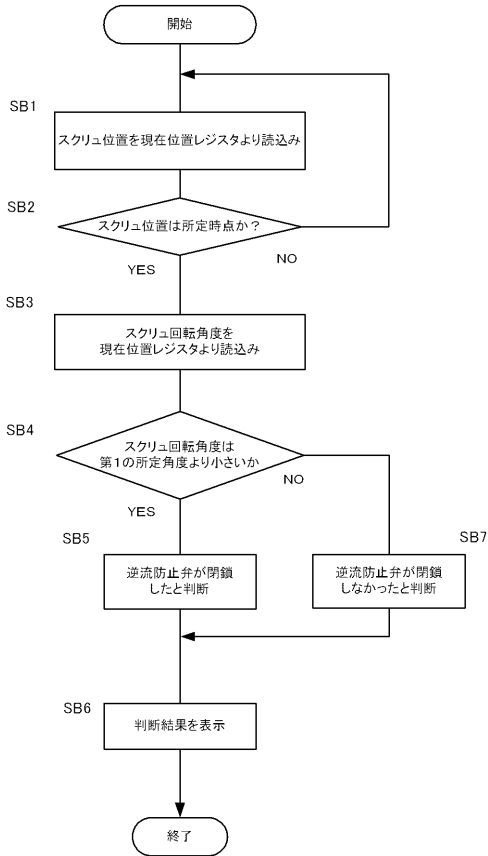 開始
SB1
スクリュ位置を現在位置レジスタより読込み
SB2
スクリュ位置は所定時点か？
NO
YES
SB3
スクリュ回転角度を
現在位置レジスタより読込み
SB4
スクリュ回転角度は
第1の所定角度より小さいか
NO
YES
SB5
逆流防止弁が閉鎖
したと判断
SB7
逆流防止弁が閉鎖
しなかったと判断
SB6
判断結果を表示
終了